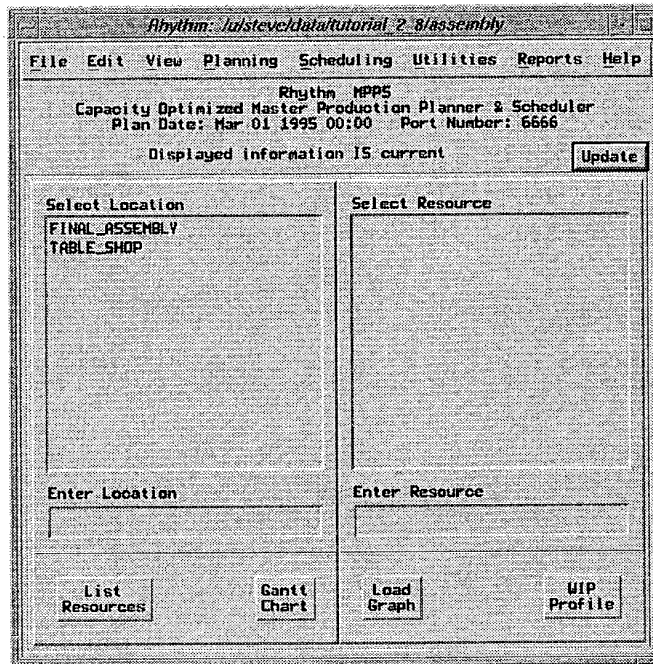 Rhythm: /u/steve/data/tutorial_2_8/assembly
File Edit View Planning Scheduling Utilities Reports Help
Rhythm MPPS
Capacity Optimized Master Production Planner & Scheduler
Plan Date: Mar 01 1995 00:00 Port Number: 6666
Displayed information IS current
Update
Select Location
FINAL_ASSEMBLY
TABLE_SHOP
Enter Location
Select Resource
Enter Resource
List
Resources
Gantt
Chart
Load
Graph
WIP
Profile